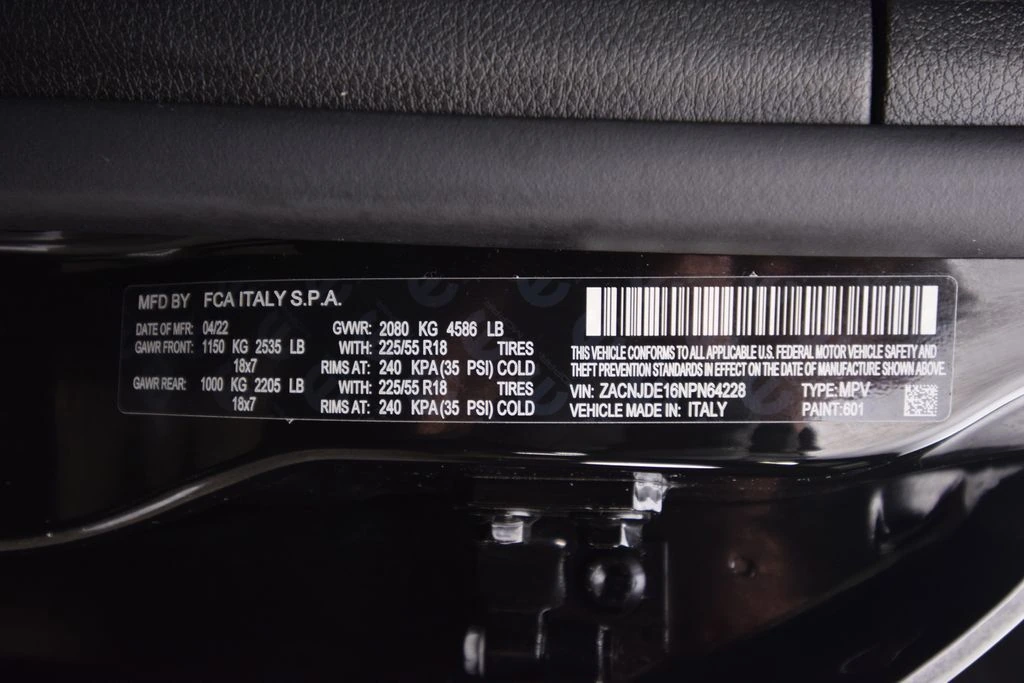 MFD BY FCA ITALY S.P.A.
DATE OF MFR: 04/22 GVWR: 2080 KG 4586 LB
GAWR FRONT: 1150 KG 2535 LB WITH: 225/55 R18 TIRES
18x7 RIMS AT: 240 KPA (35 PSI) COLD
GAWR REAR: 1000 KG 2205 LB WITH: 225/55 R18 TIRES
18x7 RIMS AT: 240 KPA (35 PSI) COLD
THIS VEHICLE CONFORMS TO ALL APPLICABLE U.S. FEDERAL MOTOR VEHICLE SAFETY AND
THEFT PREVENTION STANDARDS IN EFFECT ON THE DATE OF MANUFACTURE SHOWN ABOVE.
VIN: ZACNJDE16NPN64228 TYPE: MPV
VEHICLE MADE IN: ITALY PAINT: 601